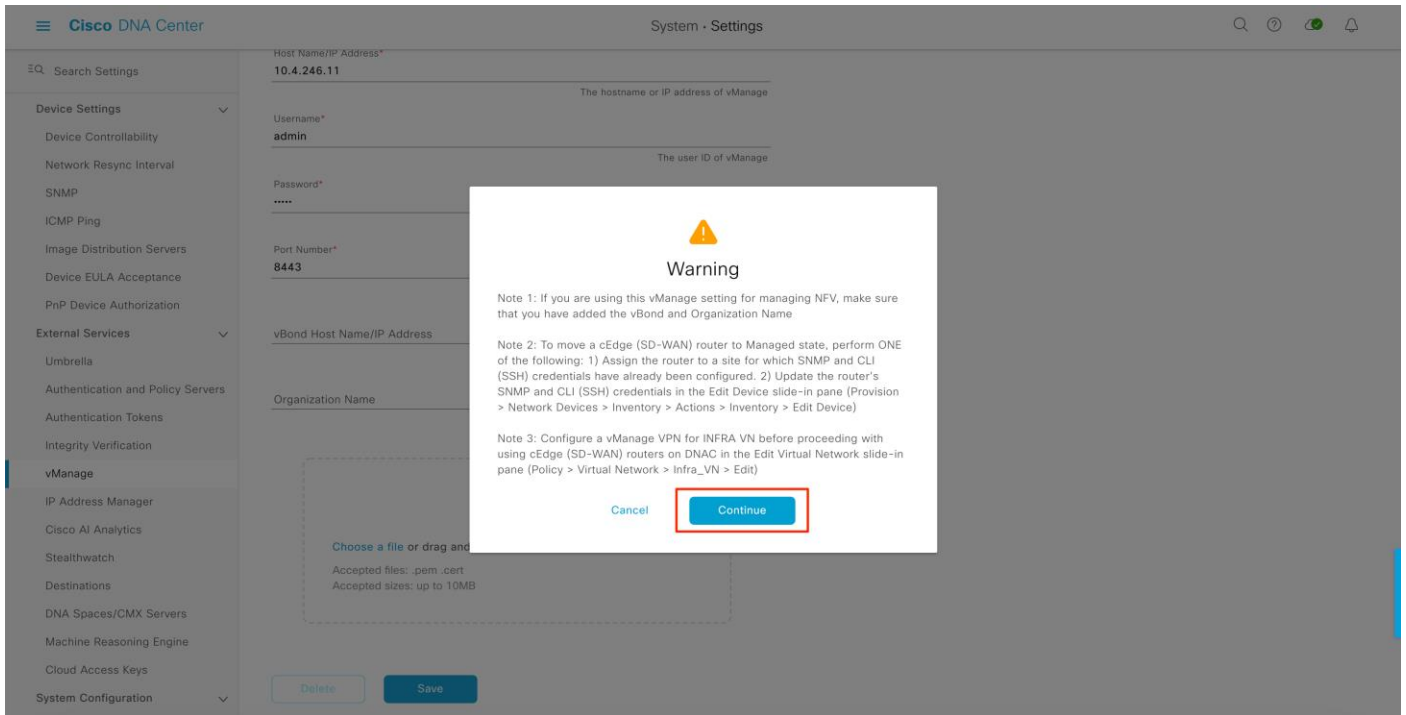 Cisco DNA Center
System · Settings
Search Settings
Device Settings
Device Controllability
Network Resync Interval
SNMP
ICMP Ping
Image Distribution Servers
Device EULA Acceptance
PnP Device Authorization
External Services
Umbrella
Authentication and Policy Servers
Authentication Tokens
Integrity Verification
vManage
IP Address Manager
Cisco AI Analytics
Stealthwatch
Destinations
DNA Spaces/CMX Servers
Machine Reasoning Engine
Cloud Access Keys
System Configuration
Host Name/IP Address*
10.4.246.11
The hostname or IP address of vManage
Username*
admin
The user ID of vManage
Password*
•••••
Port Number*
8443
vBond Host Name/IP Address
Organization Name
Choose a file or drag and
Accepted files: .pem .cert
Accepted sizes: up to 10MB
Delete
Save
Warning
Note 1: If you are using this vManage setting for managing NFV, make sure
that you have added the vBond and Organization Name
Note 2: To move a cEdge (SD-WAN) router to Managed state, perform ONE
of the following: 1) Assign the router to a site for which SNMP and CLI
(SSH) credentials have already been configured. 2) Update the router's
SNMP and CLI (SSH) credentials in the Edit Device slide-in pane (Provision
> Network Devices > Inventory > Actions > Inventory > Edit Device)
Note 3: Configure a vManage VPN for INFRA VN before proceeding with
using cEdge (SD-WAN) routers on DNAC in the Edit Virtual Network slide-in
pane (Policy > Virtual Network > Infra_VN > Edit)
Cancel
Continue